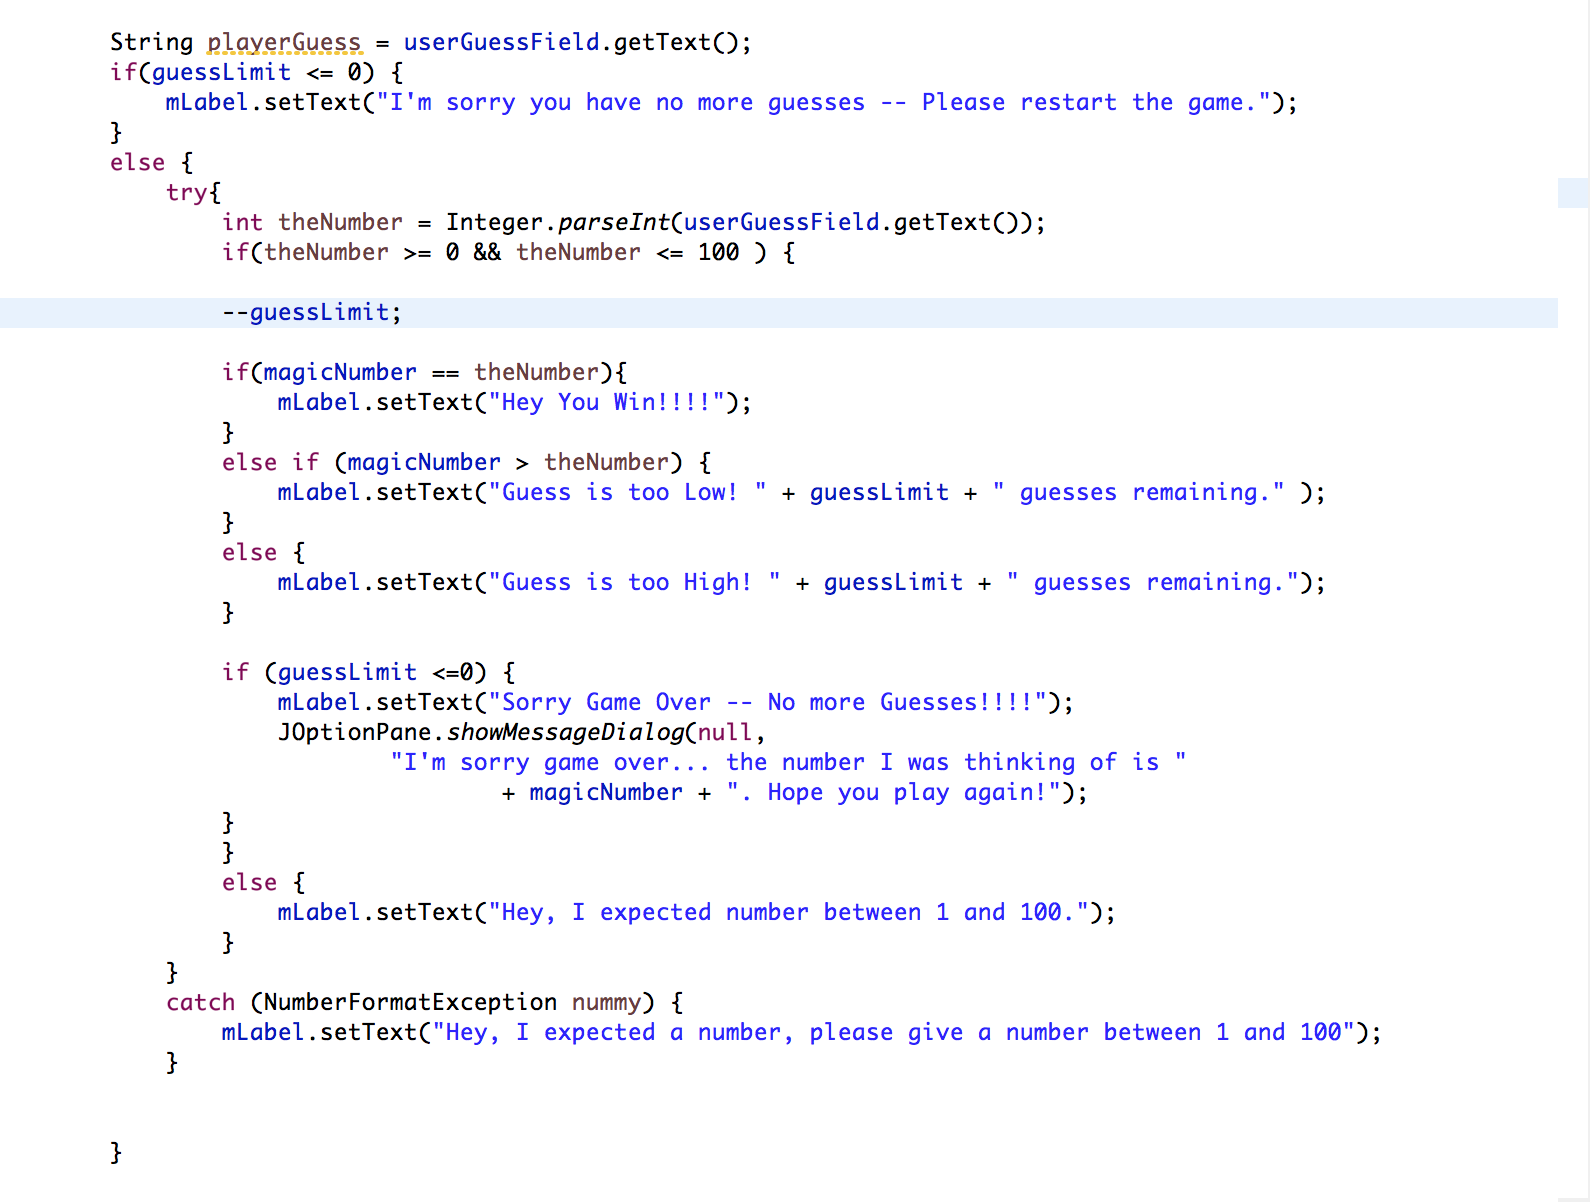 String playerGuess = userGuessField.getText();
if(guessLimit <= 0) {
mLabel.setText("I'm sorry you have no more guesses -- Please restart the game.");
}
else {
try{
int theNumber = Integer.parseInt(userGuessField.getText());
if(theNumber >= 0 && theNumber <= 100 ) {
--guessLimit;
if(magicNumber == theNumber){
mLabel.setText("Hey You Win!!!!");
}
else if (magicNumber > theNumber) {
mLabel.setText("Guess is too Low! " + guessLimit + " guesses remaining." );
}
else {
mLabel.setText("Guess is too High! " + guessLimit + " guesses remaining.");
}
if (guessLimit <=0) {
mLabel.setText("Sorry Game Over -- No more Guesses!!!!");
JOptionPane.showMessageDialog(null,
"I'm sorry game over... the number I was thinking of is "
+ magicNumber + ". Hope you play again!");
}
}
else {
mLabel.setText("Hey, I expected number between 1 and 100.");
}
}
catch (NumberFormatException nummy) {
mLabel.setText("Hey, I expected a number, please give a number between 1 and 100");
}
}